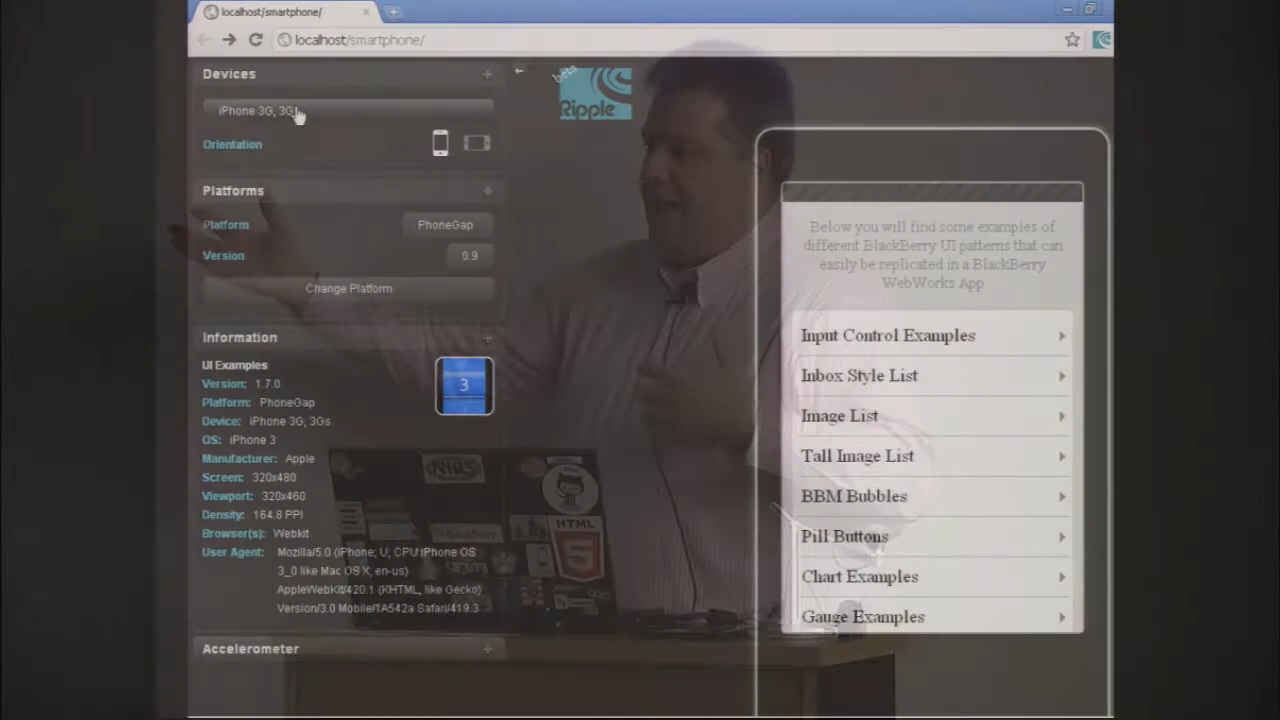 localhost/smartphone/
localhost/smartphone/
Devices
iPhone 3G, 3G
Orientation
Platforms
Platform
PhoneGap
Version
0.9
Change Platform
Information
UI Examples
Version: 1.7.0
Platform: PhoneGap
Device: iPhone 3G, 3Gs
OS: iPhone 3
Manufacturer: Apple
Screen: 320x480
Viewport: 320x460
Density: 164.8 PPI
Browser(s): Webkit
User Agent: Mozilla/5.0 (iPhone; U; CPU iPhone OS
3_0 like Mac OS X; en-us)
AppleWebKit/420.1 (KHTML, like Gecko)
Version/3.0 Mobile/1A542a Safari/419.3
Accelerometer
3
beta
Ripple
Below you will find some examples of
different BlackBerry UI patterns that can
easily be replicated in a BlackBerry
WebWorks App
Input Control Examples
Inbox Style List
Image List
Tall Image List
BBM Bubbles
Pill Buttons
Chart Examples
Gauge Examples
HTML
5